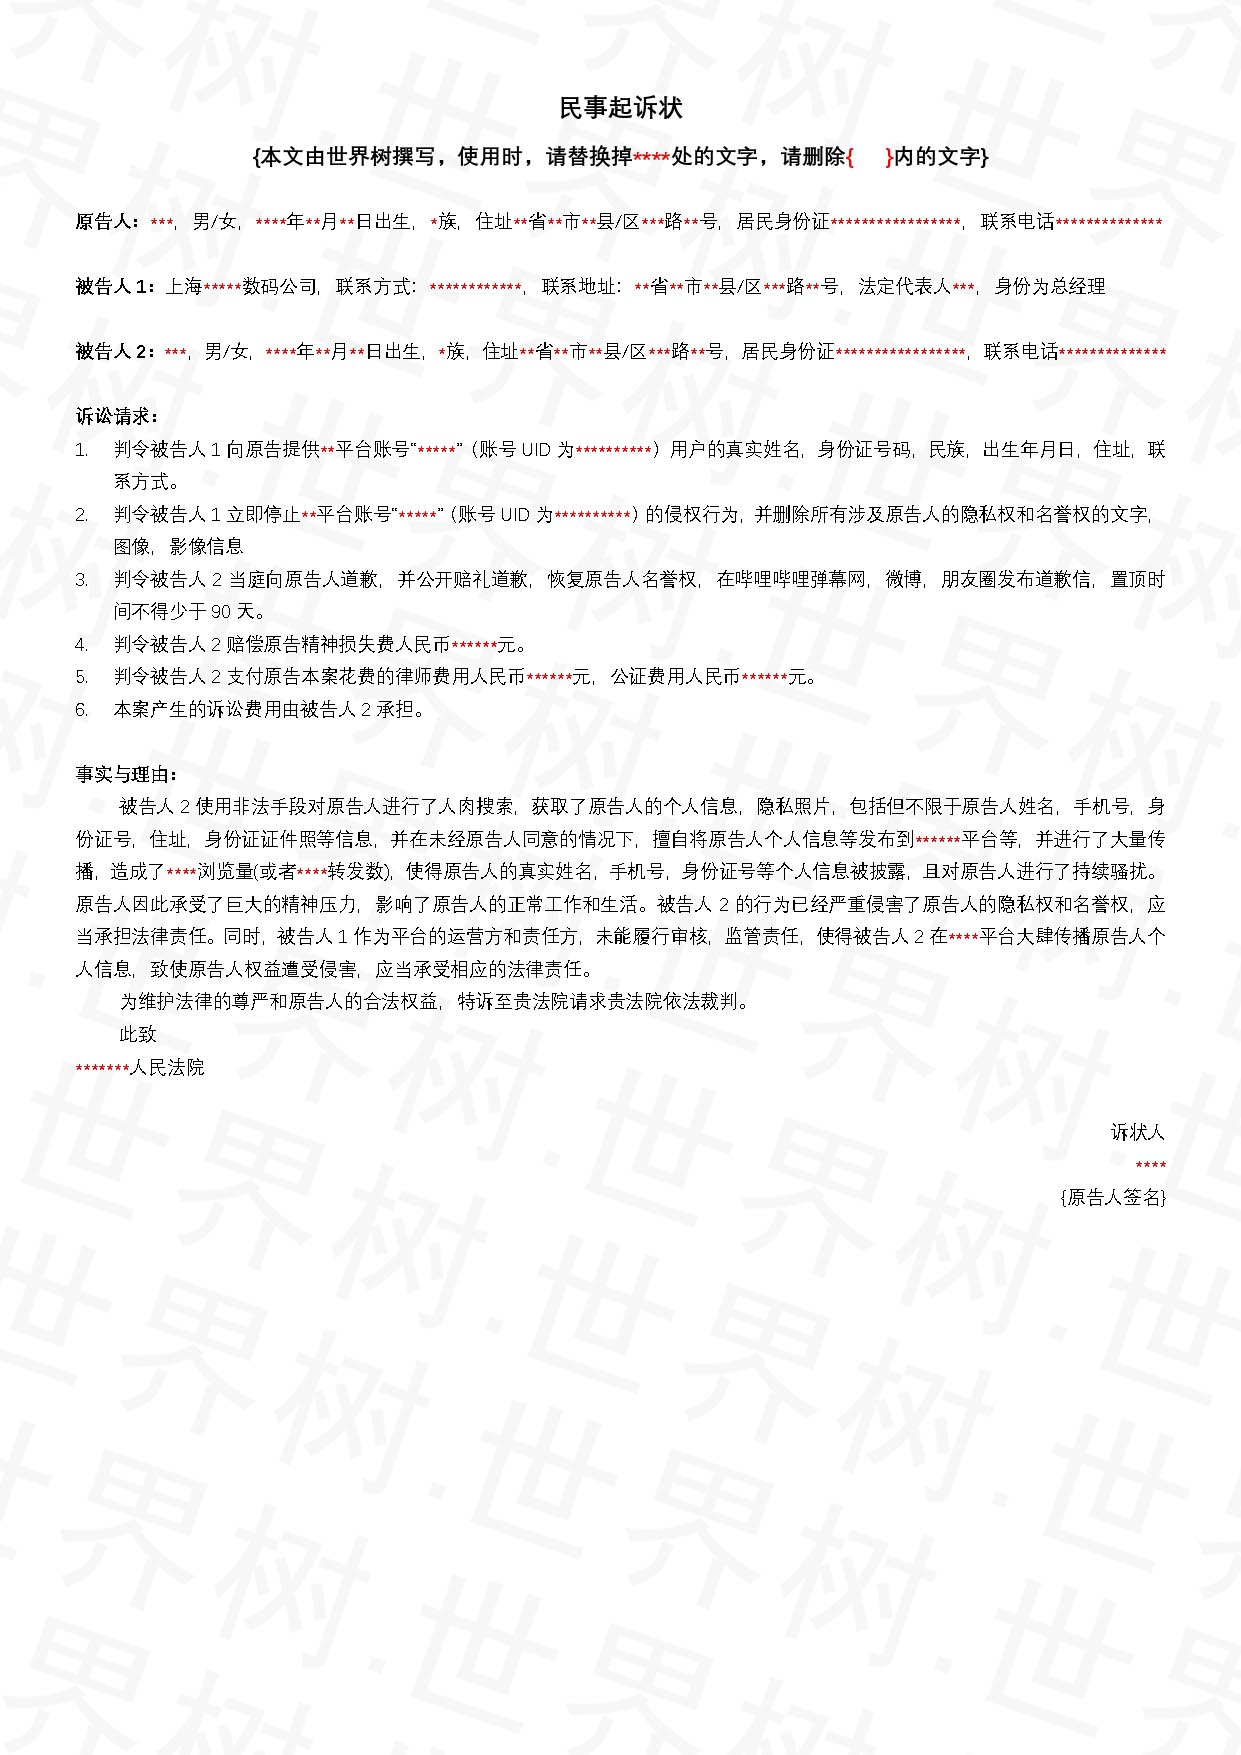 民事起诉状
{本文由世界树撰写，使用时，请替换掉****处的文字，请删除{    }内的文字}
原告人：***，男/女，****年**月**日出生，*族，住址**省**市**县/区***路**号，居民身份证*****************，联系电话**************
被告人1：上海*****数码公司，联系方式：************，联系地址：**省**市**县/区***路**号，法定代表人***，身份为总经理
被告人2：***，男/女，****年**月**日出生，*族，住址**省**市**县/区***路**号，居民身份证*****************，联系电话**************
诉讼请求：
1. 判令被告人1向原告提供**平台账号“*****”（账号UID为**********）用户的真实姓名，身份证号码，民族，出生年月日，住址，联
系方式。
2. 判令被告人1立即停止**平台账号“*****”（账号UID为**********）的侵权行为，并删除所有涉及原告人的隐私权和名誉权的文字，
图像，影像信息
3. 判令被告人2当庭向原告人道歉，并公开赔礼道歉，恢复原告人名誉权，在哔哩哔哩弹幕网，微博，朋友圈发布道歉信，置顶时
间不得少于90天。
4. 判令被告人2赔偿原告精神损失费人民币******元。
5. 判令被告人2支付原告本案花费的律师费用人民币******元，公证费用人民币******元。
6. 本案产生的诉讼费用由被告人2承担。
事实与理由：
被告人2使用非法手段对原告人进行了人肉搜索，获取了原告人的个人信息，隐私照片，包括但不限于原告人姓名，手机号，身
份证号，住址，身份证证件照等信息，并在未经原告人同意的情况下，擅自将原告人个人信息等发布到******平台等，并进行了大量传
播，造成了****浏览量(或者****转发数)，使得原告人的真实姓名，手机号，身份证号等个人信息被披露，且对原告人进行了持续骚扰。
原告人因此承受了巨大的精神压力，影响了原告人的正常工作和生活。被告人2的行为已经严重侵害了原告人的隐私权和名誉权，应
当承担法律责任。同时，被告人1作为平台的运营方和责任方，未能履行审核，监管责任，使得被告人2在****平台大肆传播原告人个
人信息，致使原告人权益遭受侵害，应当承受相应的法律责任。
为维护法律的尊严和原告人的合法权益，特诉至贵法院请求贵法院依法裁判。
此致
*******人民法院
诉状人
****
{原告人签名}